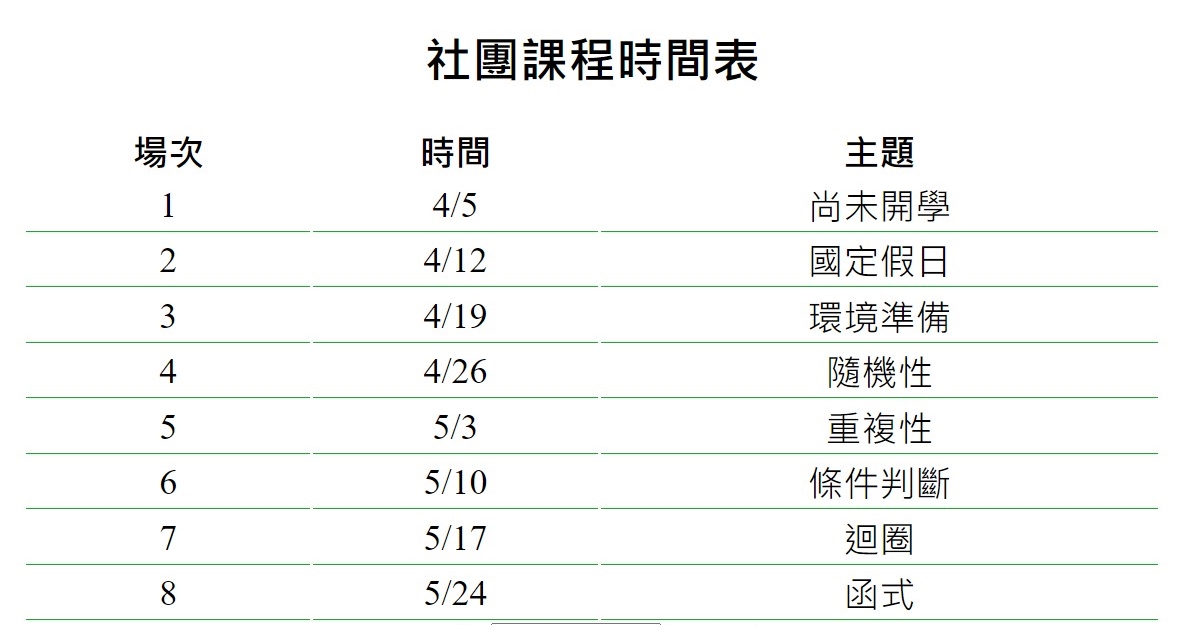 社團課程時間表
場次 時間 主題
1 4/5 尚未開學
2 4/12 國定假日
3 4/19 環境準備
4 4/26 隨機性
5 5/3 重複性
6 5/10 條件判斷
7 5/17 迴圈
8 5/24 函式